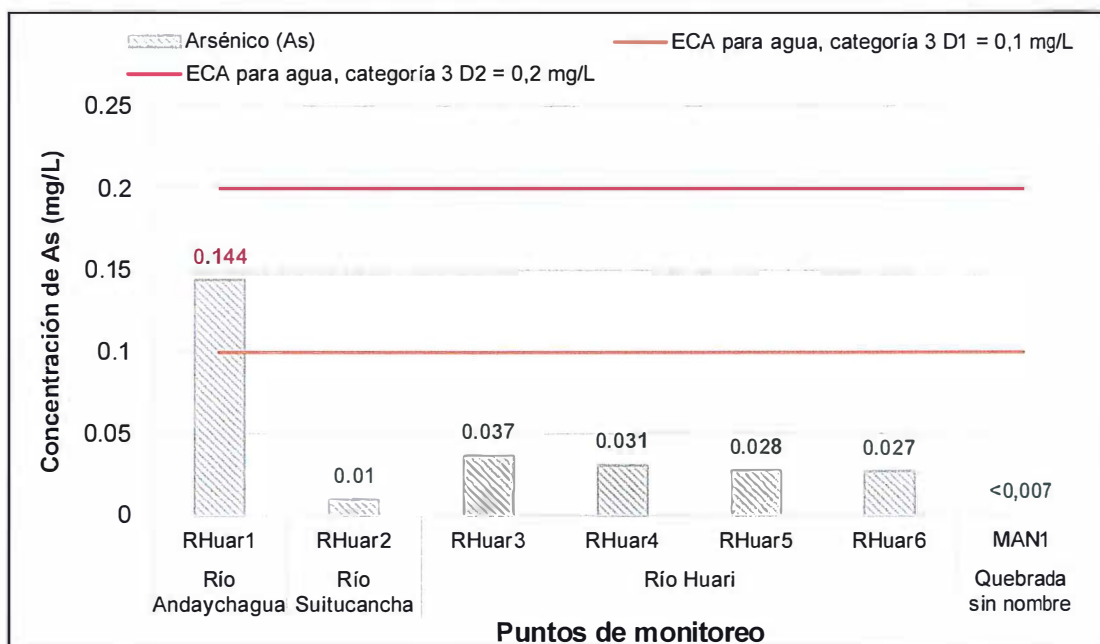 Arsénico (As)
ECA para agua, categoría 3 D1 = 0,1 mg/L
ECA para agua, categoría 3 D2 = 0,2 mg/L
Concentración de As (mg/L)
0.25
0.2
0.15
0.1
0.05
0
0.144
0.01
0.037
0.031
0.028
0.027
<0,007
RHuar1
RHuar2
RHuar3
RHuar4
RHuar5
RHuar6
MAN1
Río
Andaychagua
Río
Suitucancha
Río Huari
Quebrada
sin nombre
Puntos de monitoreo